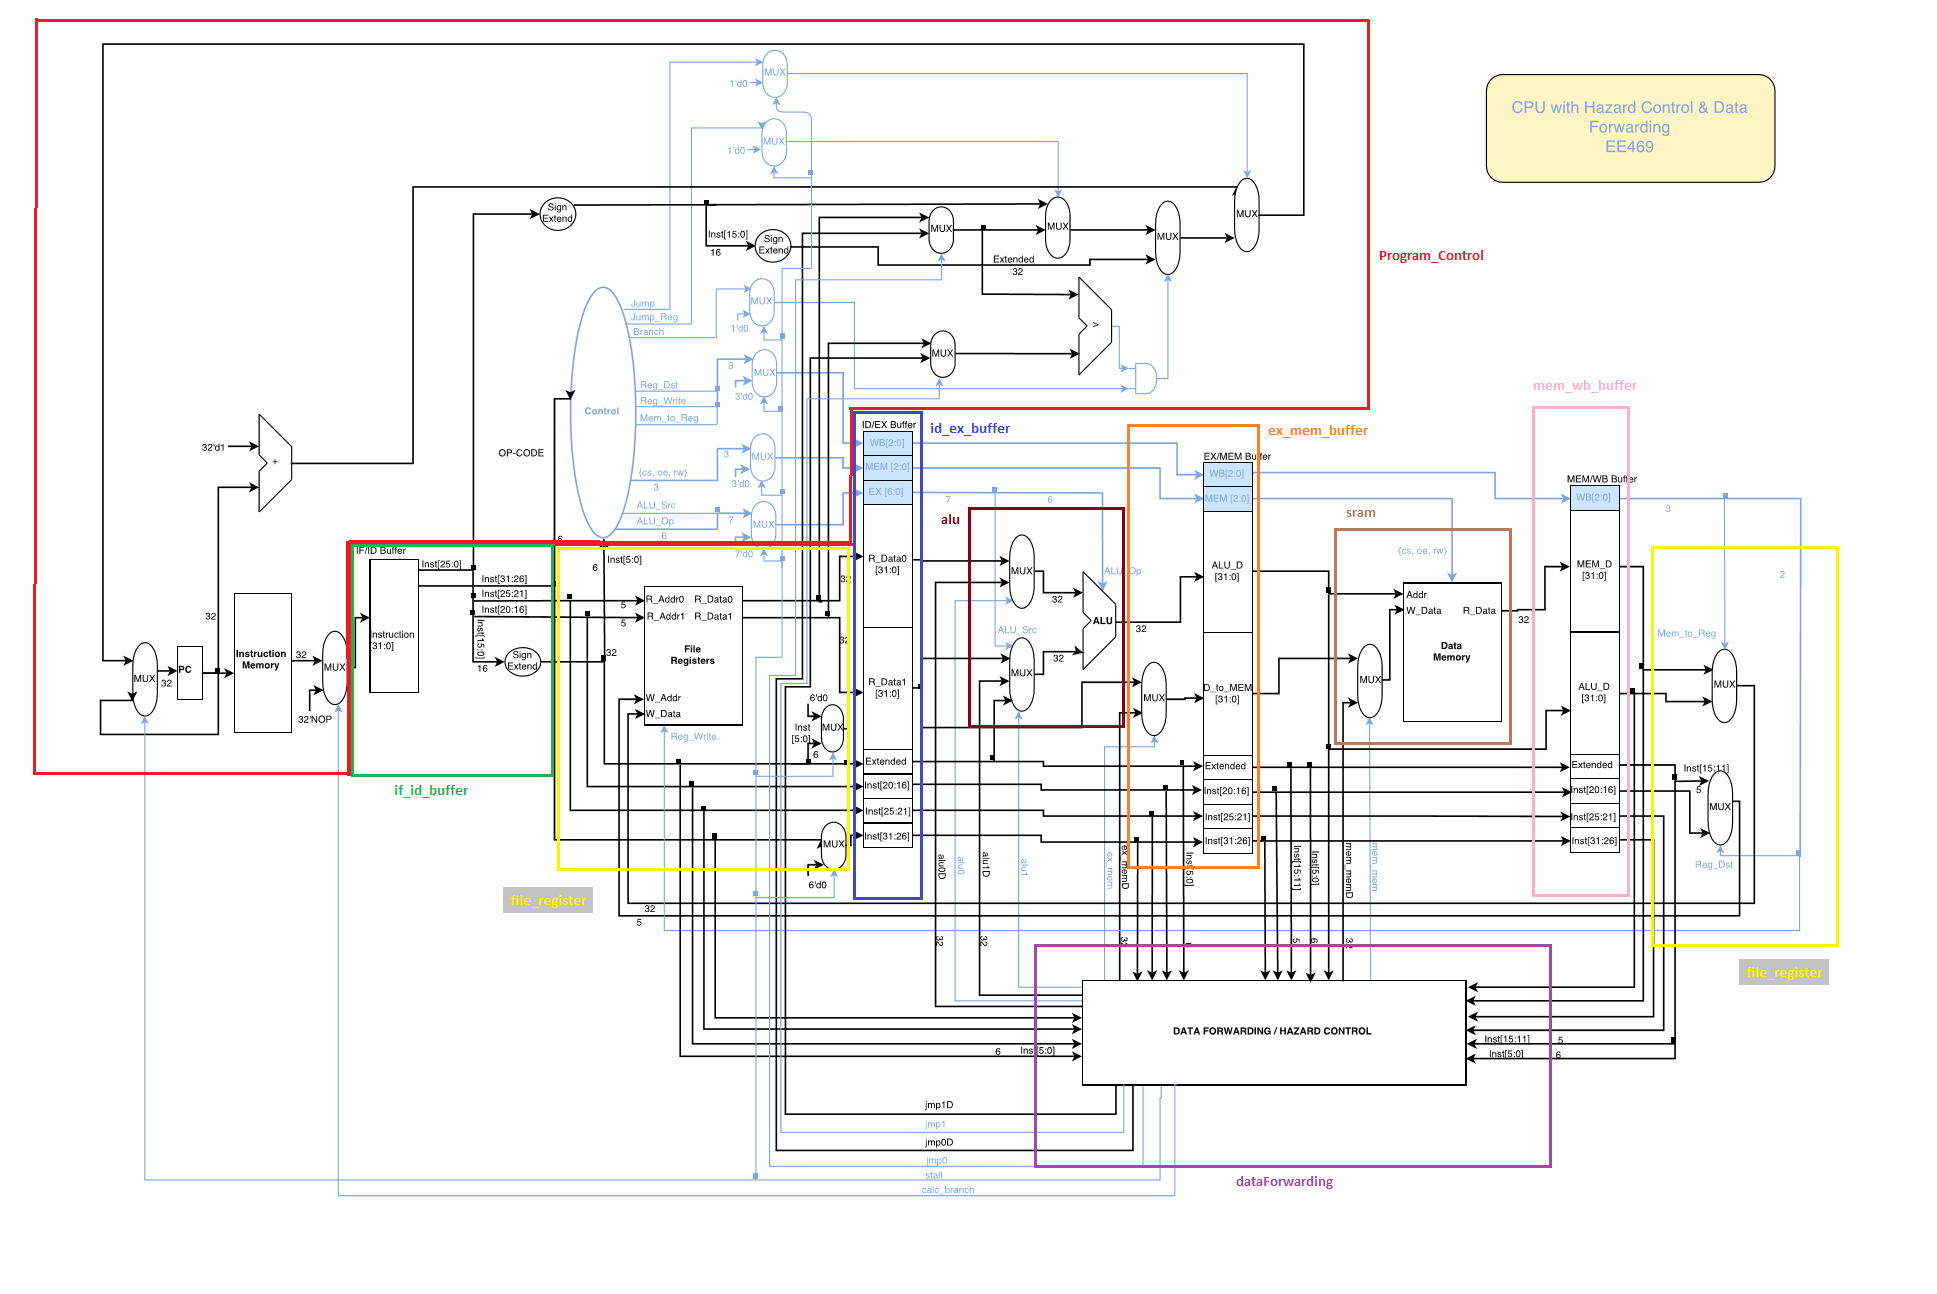 CPU with Hazard Control & Data
Forwarding
EE469
MUX
1'd0
MUX
1'd0
Sign
Extend
Inst[15:0]
16
Sign
Extend
MUX
MUX
MUX
MUX
Extended
32
Program_Control
Jump
Jump_Reg
Branch
MUX
1'd0
>
MUX
3
MUX
3'd0
Reg_Dst
Reg_Write
Mem_to_Reg
Control
mem_wb_buffer
32'd1
+
OP-CODE
ID/EX Buffer
id_ex_buffer
ex_mem_buffer
WB[2:0]
MEM [2:0]
EX [6:0]
3
MUX
{cs, oe, rw}
3
3'd0
ALU_Src
ALU_Op
6
7
MUX
7'd0
EX/MEM Buffer
WB[2:0]
MEM [2:0]
MEM/WB Buffer
WB[2:0]
3
7
6
alu
sram
IF/ID Buffer
Inst[25:0]
Inst[31:26]
Inst[25:21]
Inst[20:16]
Inst[15:0]
16
Sign
Extend
32
6
6
Inst[5:0]
5
5
R_Addr0
R_Data0
R_Addr1
R_Data1
File
Registers
W_Addr
W_Data
Reg_Write
32
32
R_Data0
[31:0]
R_Data1
[31:0]
MUX
32
ALU_Op
ALU_Src
MUX
32
ALU
32
ALU_D
[31:0]
{cs, oe, rw}
Addr
W_Data
R_Data
32
Data
Memory
MEM_D
[31:0]
2
Mem_to_Reg
MUX
32
Instruction
Memory
32
MUX
32'NOP
Instruction
[31:0]
MUX
PC
32
6'd0
Inst
[5:0]
MUX
6
MUX
D_to_MEM
[31:0]
MUX
ALU_D
[31:0]
Extended
Inst[20:16]
Inst[25:21]
Inst[31:26]
Extended
Inst[20:16]
Inst[25:21]
Inst[31:26]
Extended
Inst[20:16]
Inst[25:21]
Inst[31:26]
Inst[15:11]
5
MUX
Reg_Dst
if_id_buffer
MUX
6'd0
file_register
32
5
alu0D
alu0
alu1D
alu1
ex_mem
ex_memD
Inst[5:0]
Inst[15:11]
Inst[5:0]
mem_memD
mem_mem
32
32
32
5
6
32
file_register
DATA FORWARDING / HAZARD CONTROL
6
Inst[5:0]
Inst[15:11]
5
Inst[5:0]
6
jmp1D
jmp1
jmp0D
jmp0
stall
calc_branch
dataForwarding